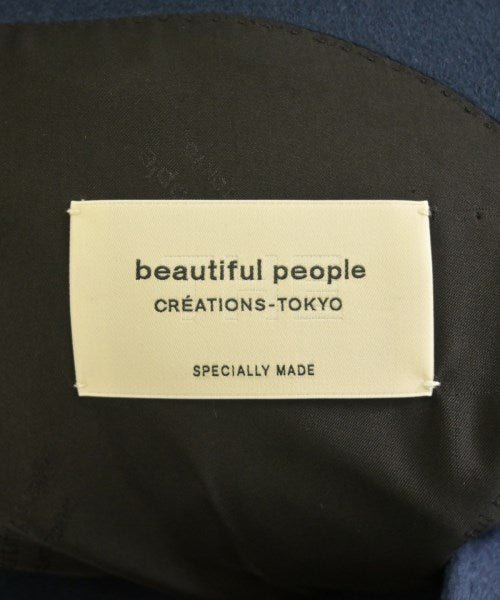 beautiful people
CRÉATIONS-TOKYO
SPECIALLY MADE